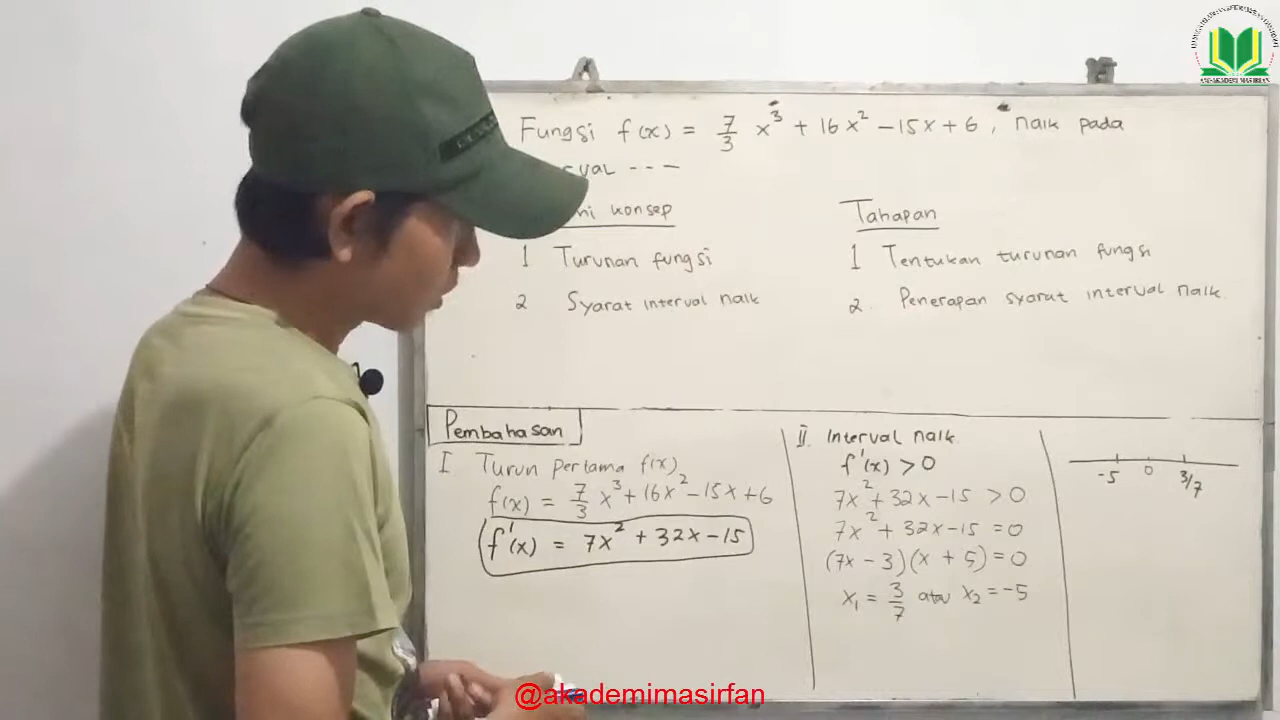 Fungsi f(x) = 7/3 x³ + 16x² - 15x + 6, naik pada
---
konsep
1 Turunan fungsi
2 Syarat interval naik
Tahapan
1 Tentukan turunan fungsi
2. Penerapan syarat interval naik.
Pembahasan
I Turun pertama f(x)
f(x) = 7/3 x³ + 16x² - 15x + 6
f'(x) = 7x² + 32x - 15
II Interval naik.
f'(x) > 0
7x² + 32x - 15 > 0
7x² + 32x - 15 = 0
(7x - 3)(x + 5) = 0
x₁ = 3/7 atau x₂ = -5
-5 0 3/7
@akademimasirfan